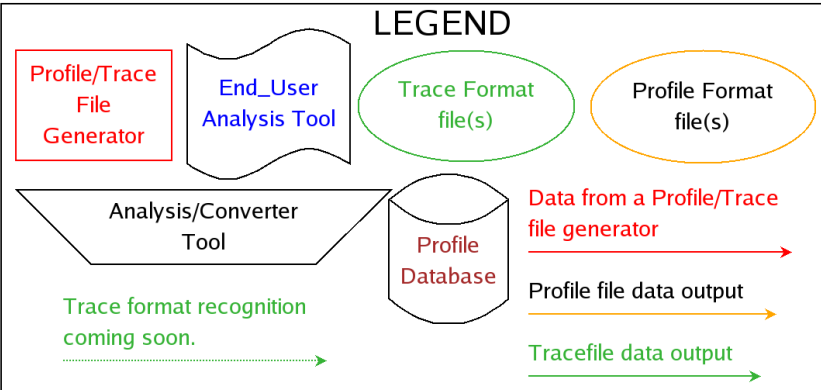 LEGEND
Profile/Trace
File
Generator
End_User
Analysis Tool
Trace Format
file(s)
Profile Format
file(s)
Analysis/Converter
Tool
Profile
Database
Data from a Profile/Trace
file generator
Profile file data output
Trace format recognition
coming soon.
Tracefile data output